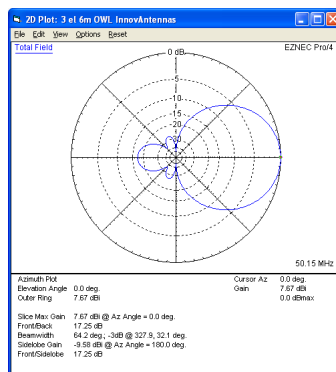 2D Plot: 3 el 6m OWL InnovAntennas
File Edit View Options Reset
Total Field
EZNEC Pro/4
0 dB
-5
-10
-15
-20
-30
50.15 MHz
Azimuth Plot
Elevation Angle 0.0 deg.
Outer Ring 7.67 dBi
Cursor Az 0.0 deg.
Gain 7.67 dBi
0.0 dBmax
Slice Max Gain 7.67 dBi @ Az Angle = 0.0 deg.
Front/Back 17.25 dB
Beamwidth 64.2 deg.; -3dB @ 327.9, 32.1 deg.
Sidelobe Gain -9.58 dBi @ Az Angle = 180.0 deg.
Front/Sidelobe 17.25 dB